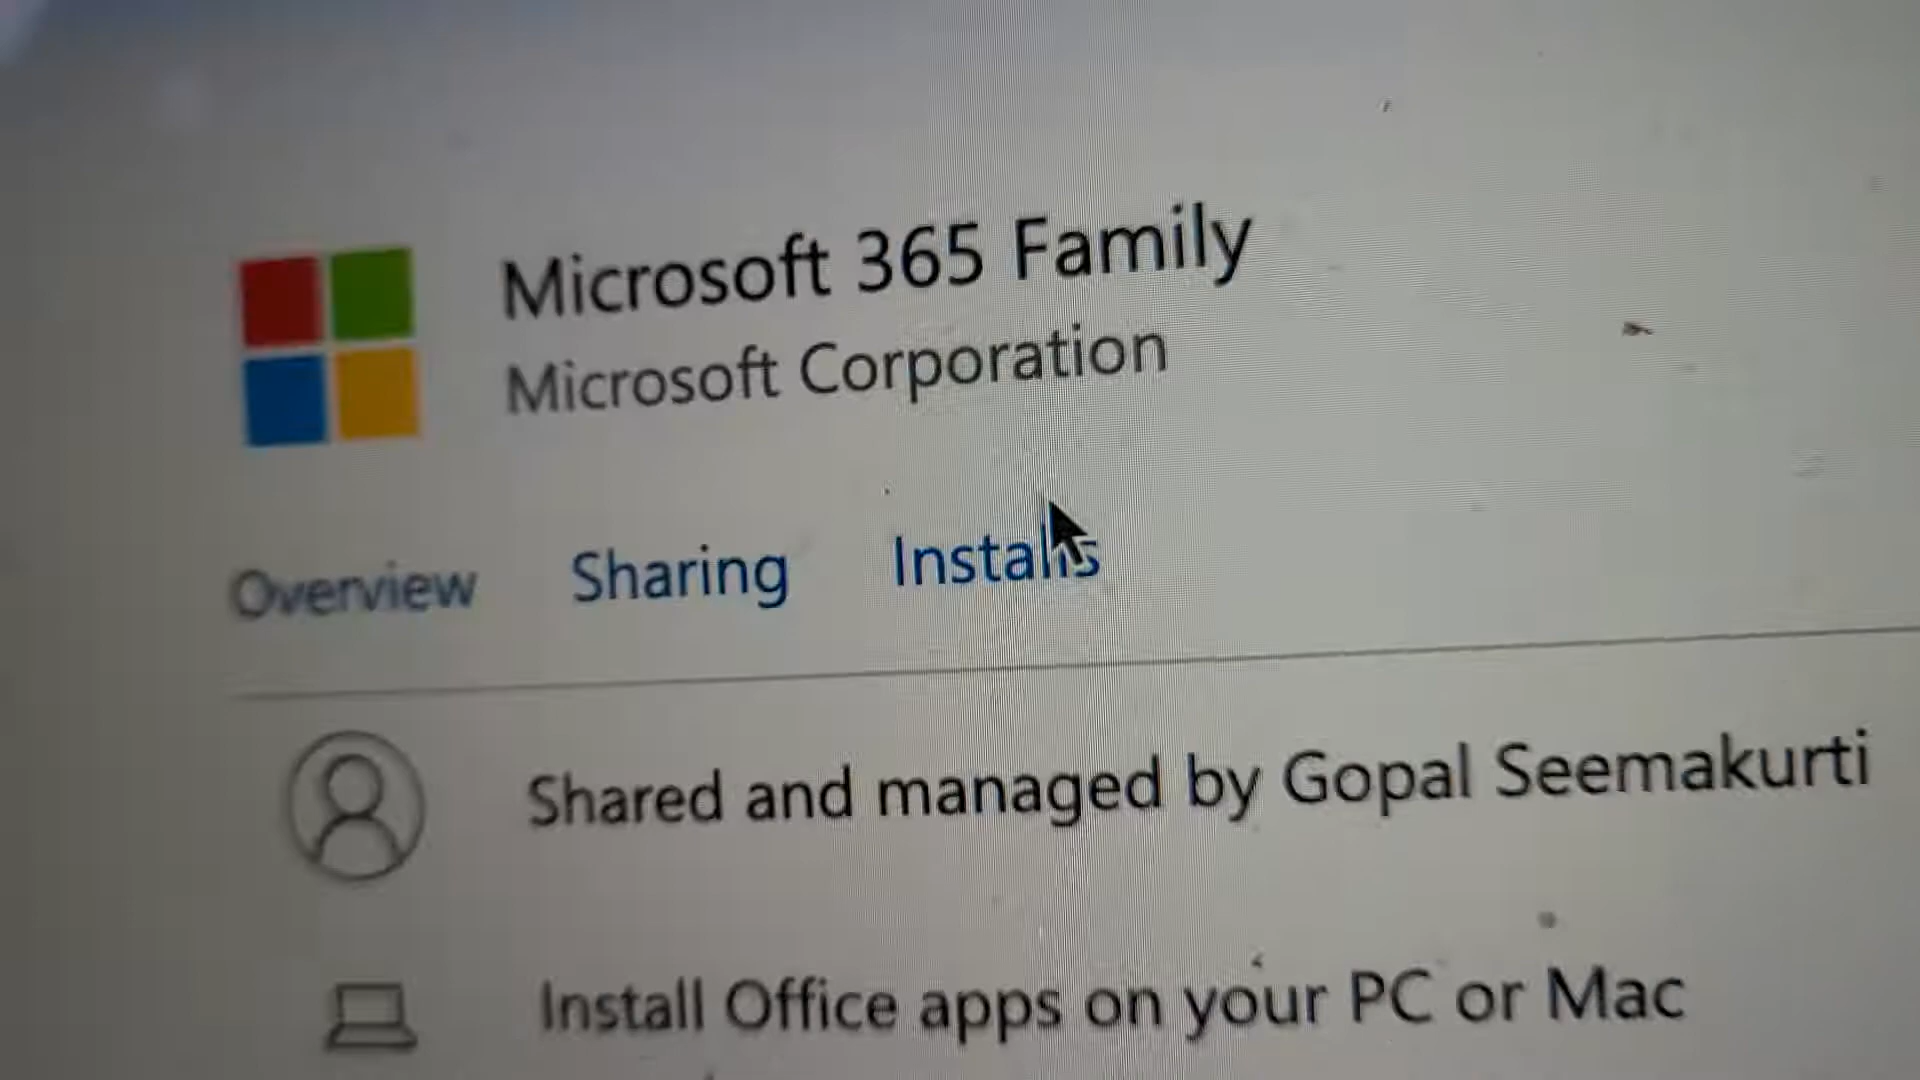 Microsoft 365 Family
Microsoft Corporation
Overview Sharing Installs
Shared and managed by Gopal Seemakurti
Install Office apps on your PC or Mac